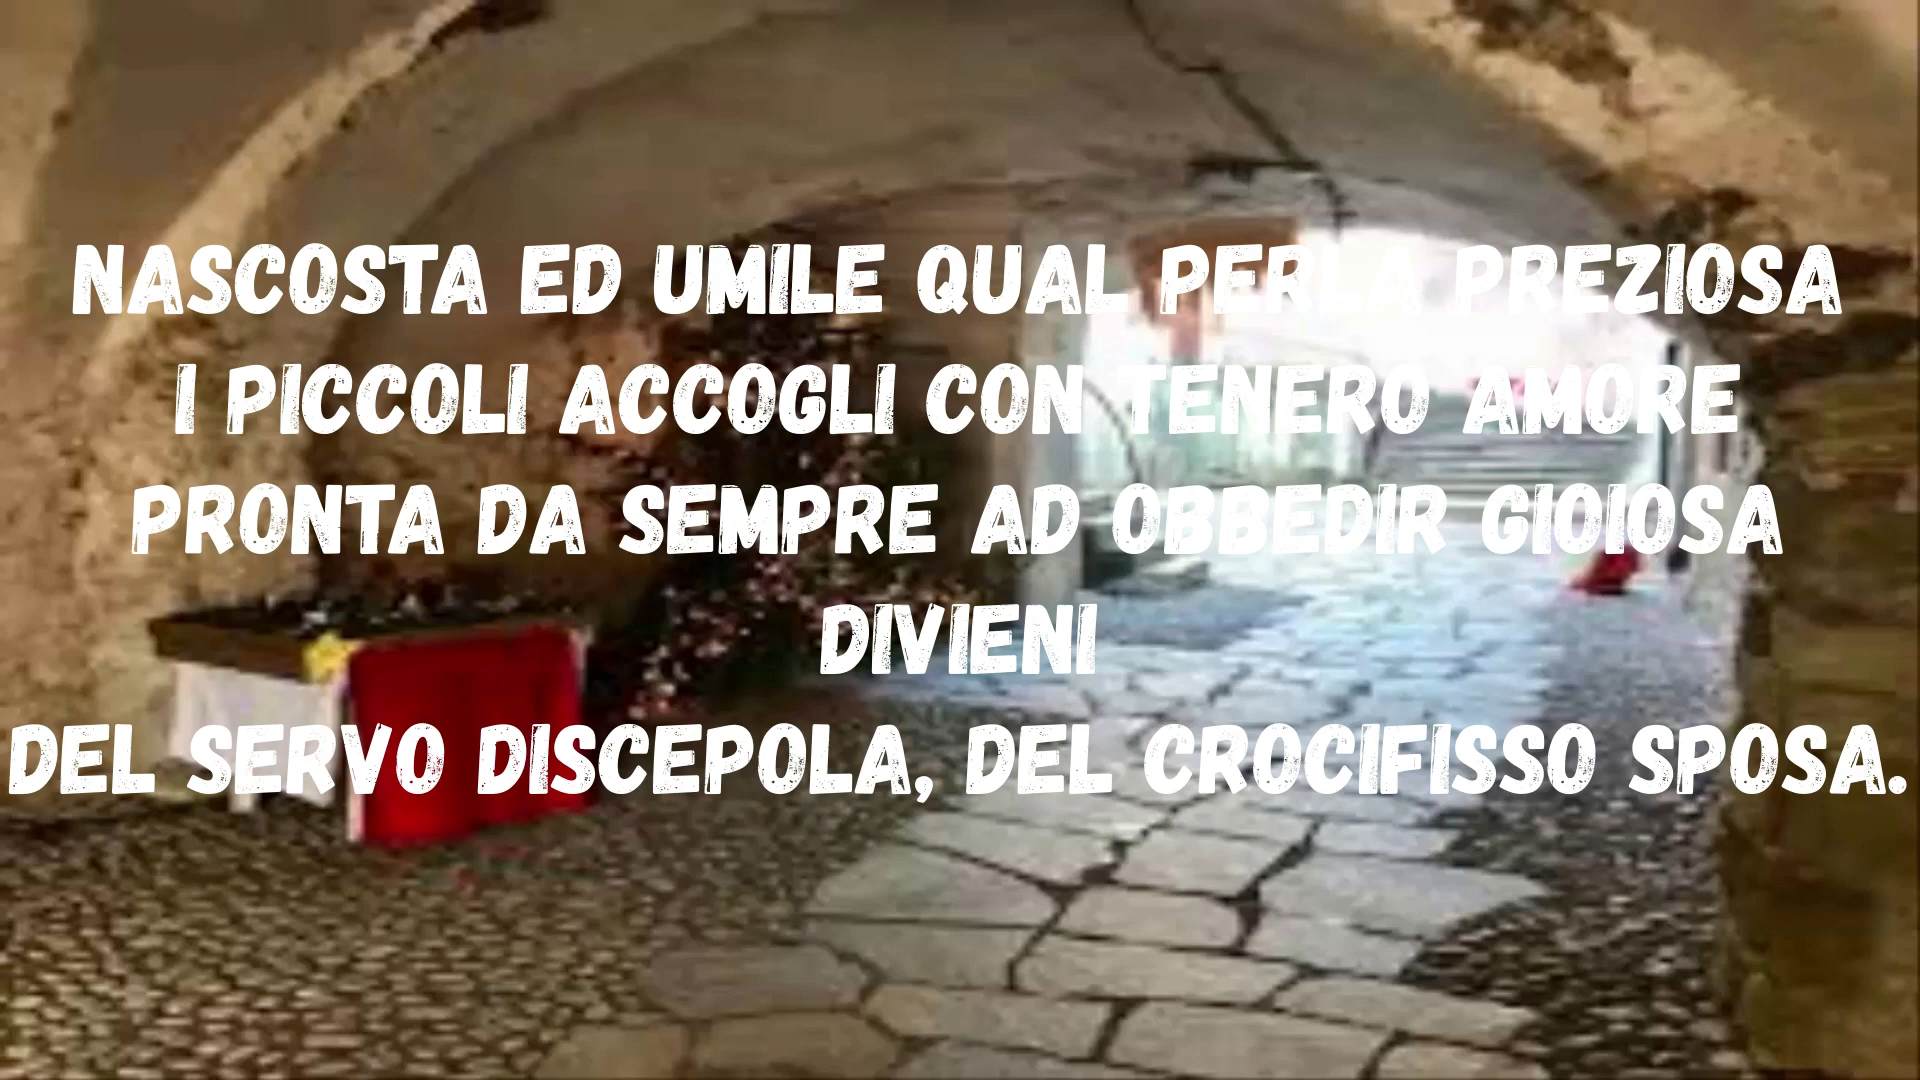 NASCOSTA ED UMILE QUAL PERLA PREZIOSA
I PICCOLI ACCOGLI CON TENERO AMORE
PRONTA DA SEMPRE AD OBBEDIR GIOIOSA
DIVIENI
DEL SERVO DISCEPOLA, DEL CROCIFISSO SPOSA.